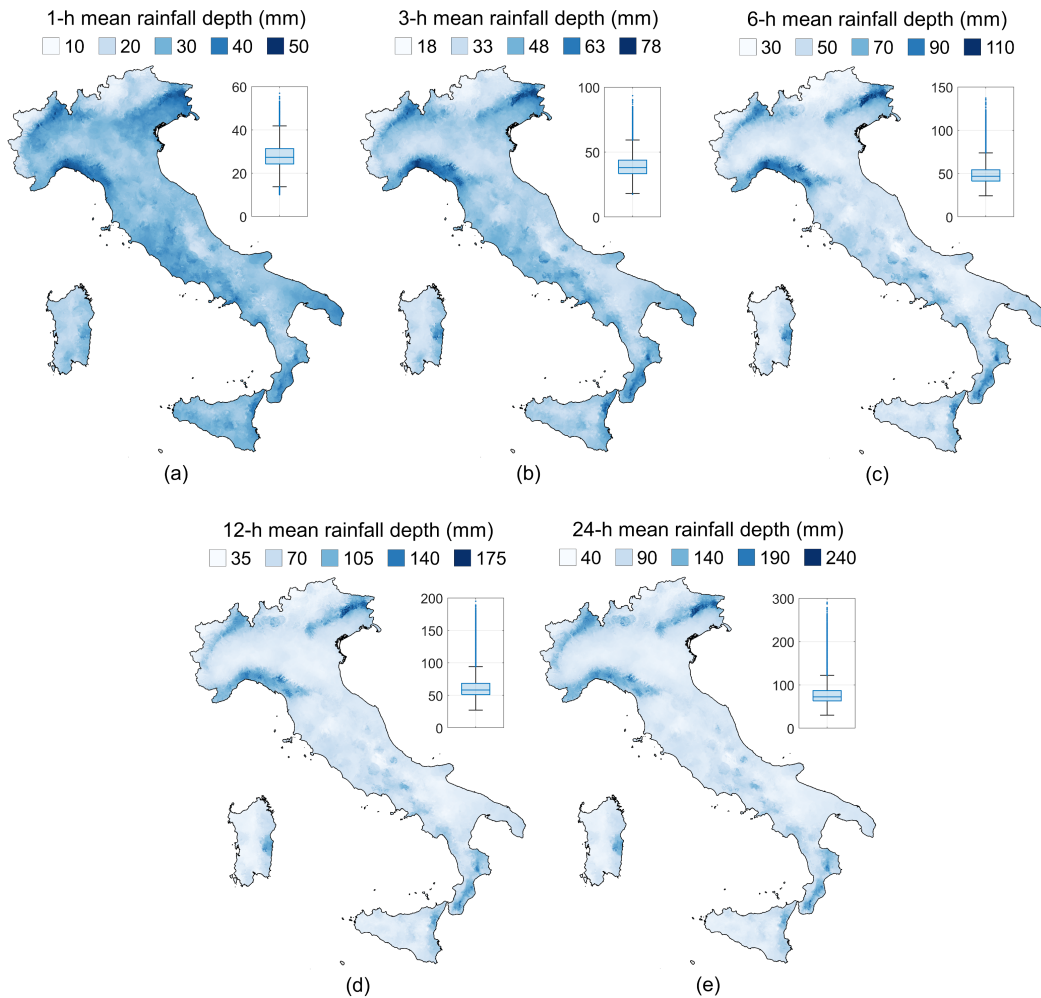 1-h mean rainfall depth (mm)
10 20 30 40 50
60
40
20
0
(a)
3-h mean rainfall depth (mm)
18 33 48 63 78
100
50
0
(b)
6-h mean rainfall depth (mm)
30 50 70 90 110
150
100
50
0
(c)
12-h mean rainfall depth (mm)
35 70 105 140 175
200
150
100
50
0
(d)
24-h mean rainfall depth (mm)
40 90 140 190 240
300
200
100
0
(e)